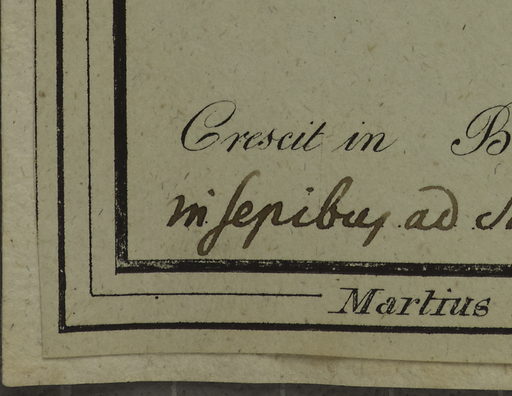 Crescit in B
in sepibus ad
Martius